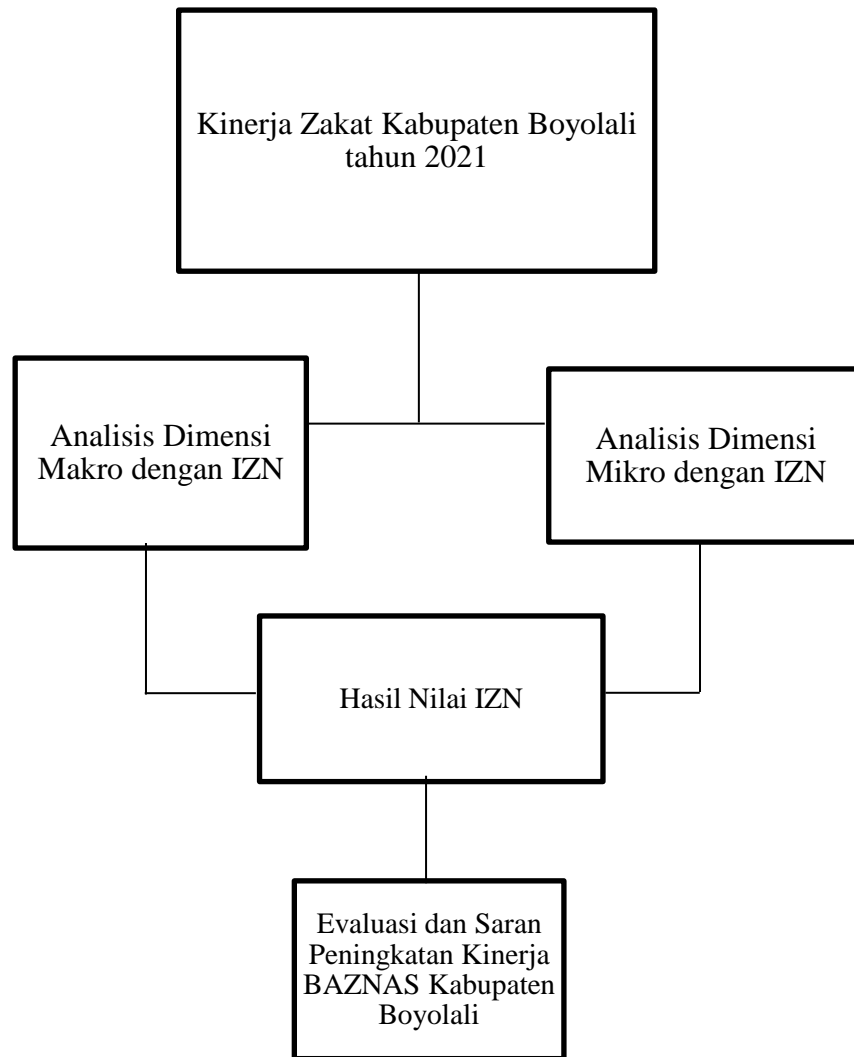 Kinerja Zakat Kabupaten Boyolali
tahun 2021
Analisis Dimensi
Makro dengan IZN
Analisis Dimensi
Mikro dengan IZN
Hasil Nilai IZN
Evaluasi dan Saran
Peningkatan Kinerja
BAZNAS Kabupaten
Boyolali